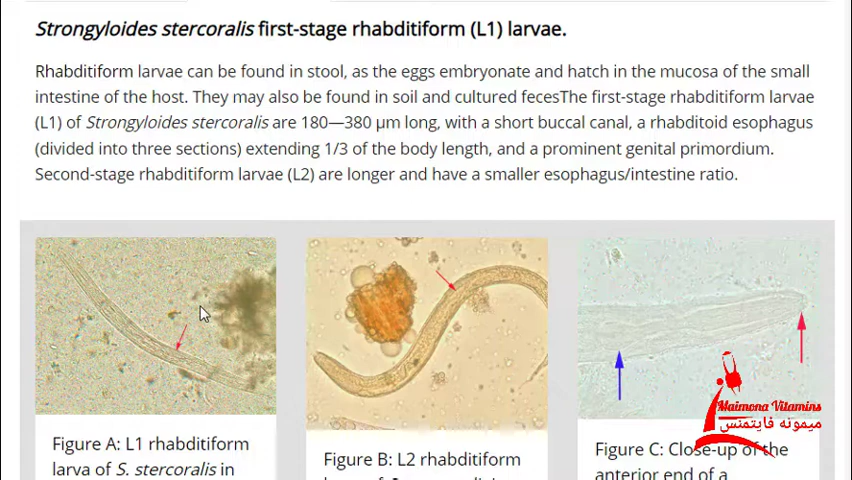 Strongyloides stercoralis first-stage rhabditiform (L1) larvae.
Rhabditiform larvae can be found in stool, as the eggs embryonate and hatch in the mucosa of the small
intestine of the host. They may also be found in soil and cultured fecesThe first-stage rhabditiform larvae
(L1) of Strongyloides stercoralis are 180—380 µm long, with a short buccal canal, a rhabditoid esophagus
(divided into three sections) extending 1/3 of the body length, and a prominent genital primordium.
Second-stage rhabditiform larvae (L2) are longer and have a smaller esophagus/intestine ratio.
Figure A: L1 rhabditiform
larva of S. stercoralis in
Figure B: L2 rhabditiform
Figure C: Close-up of the
anterior end of a
Maimona Vitamins
ميمونه فايتمنس